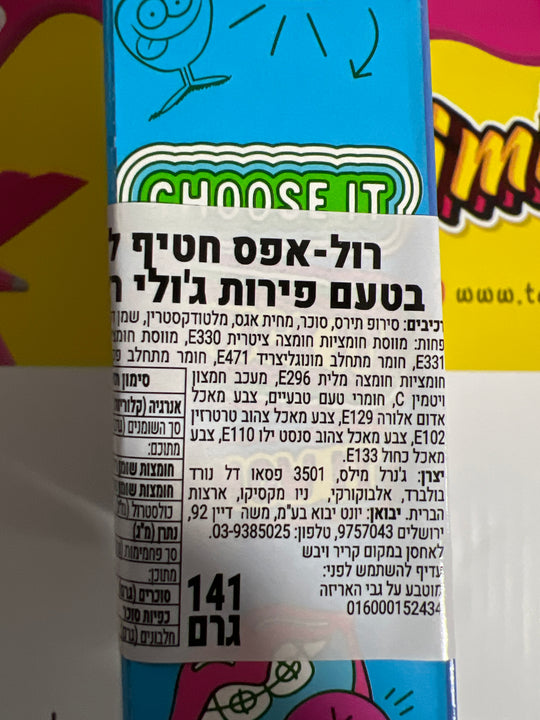 CHOOSE IT
im
www.t
רול-אפס חטיף
בטעם פירות ג'ולי
רכיבים: סירופ תירס, סוכר, מחית אגס, מלטודקסטרין, שמן
פחות: מווסת חומציות חומצה ציטרית E330, מווסת
E331, חומר מתחלב מונוגליצריד E471, חומר מתחלב
חומציות חומצה מלית E296, מעכב חמצון
ויטמין C, חומרי טעם טבעיים, צבע מאכל
אדום אלורה E129, צבע מאכל צהוב טרטרזין
E102, צבע מאכל צהוב סנסט ילו E110, צבע
מאכל כחול E133.
יצרן: ג'נרל מילס, 3501 פסאו דל נורד
בולברד, אלבוקורקי, ניו מקסיקו, ארצות
הברית. יבואן: יונט יבוא בע"מ, משה דיין 92,
ירושלים 9757043, טלפון: 03-9385025.
לאחסן במקום קריר ויבש
עדיף להשתמש לפני:
מוטבע על גבי האריזה
016000152434
סימון
אנרגיה
סך השומנים
מתוכם:
חומצות שומן
חומצות שומן
כולסטרול
נתרן (מ"ג)
סך פחמימות
מתוכן:
סוכרים
כפיות סוכר
חלבונים
141
גרם